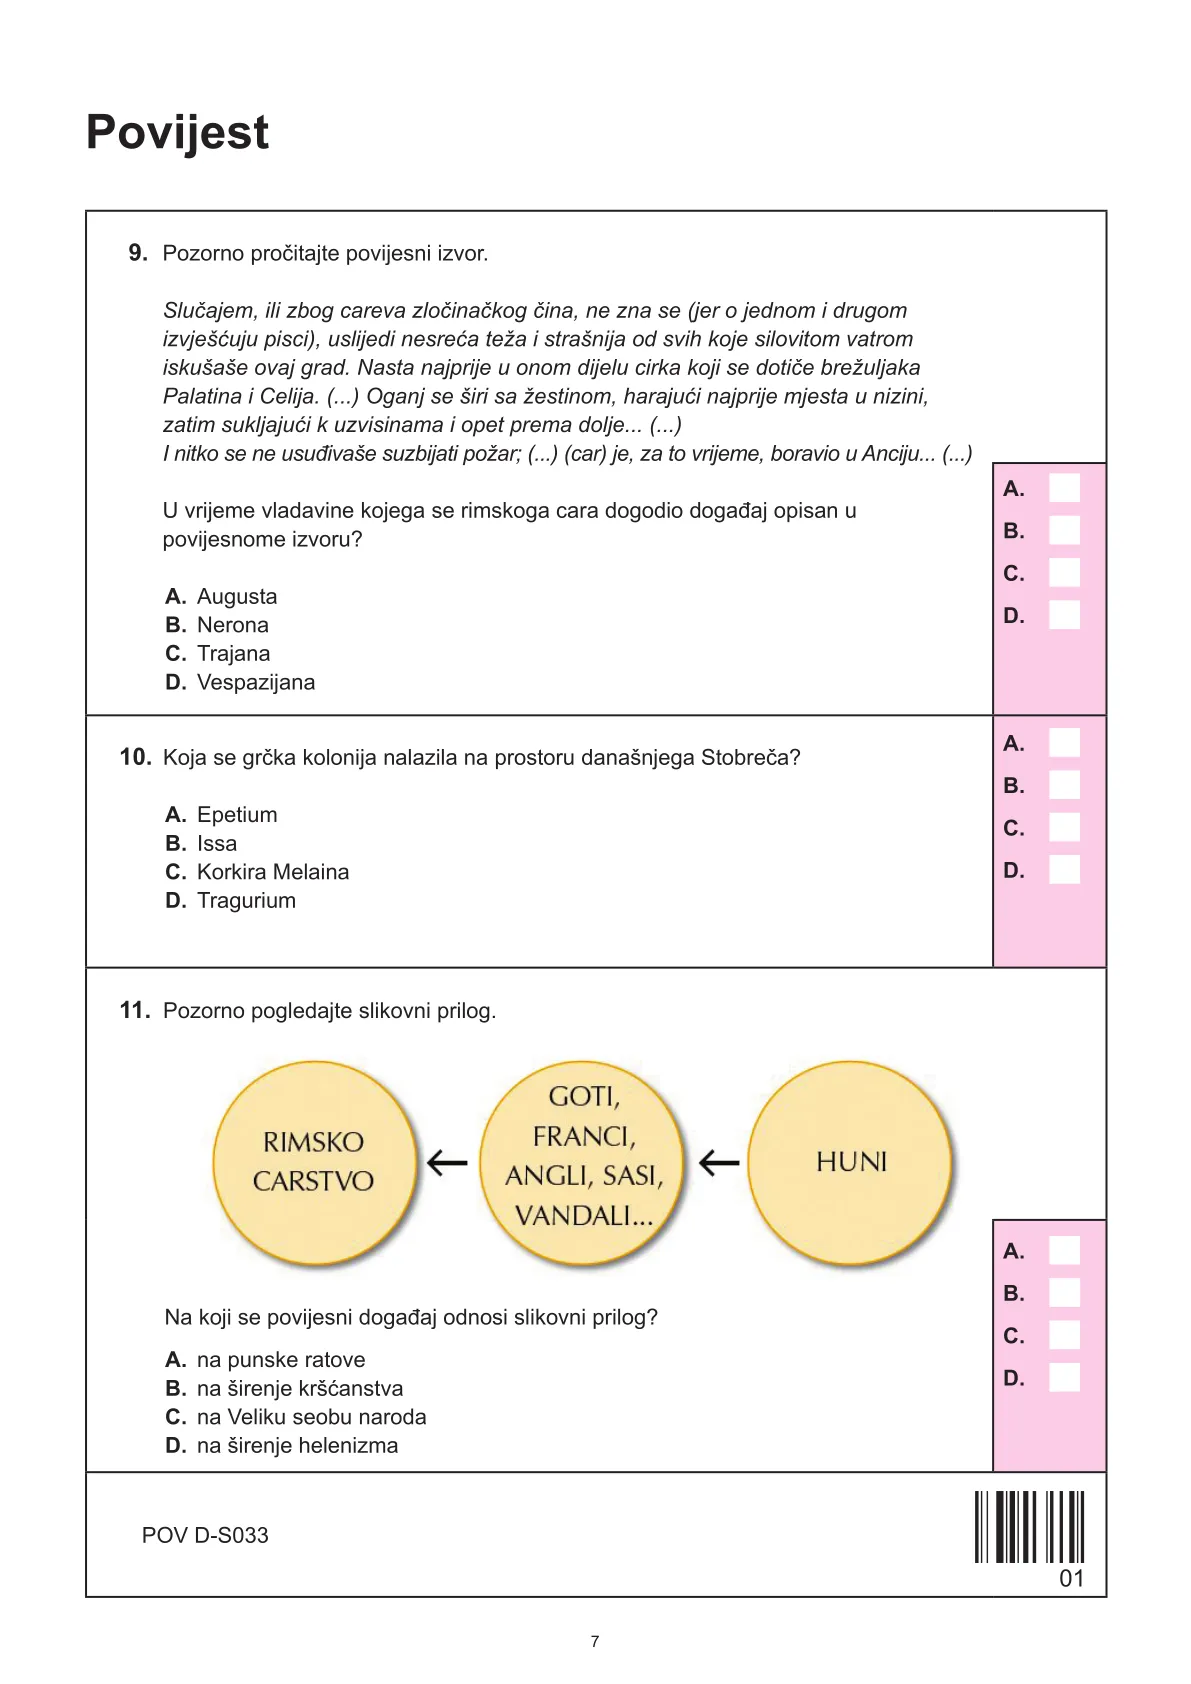 Povijest
9. Pozorno pročitajte povijesni izvor.
Slučajem, ili zbog careva zločinačkog čina, ne zna se (jer o jednom i drugom
izvješćuju pisci), uslijedi nesreća teža i strašnija od svih koje silovitom vatrom
iskušaše ovaj grad. Nasta najprije u onom dijelu cirka koji se dotiče brežuljaka
Palatina i Celija. (...) Oganj se širi sa žestinom, harajući najprije mjesta u nizini,
zatim sukljajući k uzvisinama i opet prema dolje... (...)
I nitko se ne usuđivaše suzbijati požar; (...) (car) je, za to vrijeme, boravio u Anciju... (...)
U vrijeme vladavine kojega se rimskoga cara dogodio događaj opisan u
povijesnome izvoru?
A. Augusta
B. Nerona
C. Trajana
D. Vespazijana
A.
B.
C.
D.
10. Koja se grčka kolonija nalazila na prostoru današnjega Stobreča?
A. Epetium
B. Issa
C. Korkira Melaina
D. Tragurium
A.
B.
C.
D.
11. Pozorno pogledajte slikovni prilog.
RIMSKO
CARSTVO
GOTI,
FRANCI,
ANGLI, SASI,
VANDALI...
HUNI
Na koji se povijesni događaj odnosi slikovni prilog?
A. na punske ratove
B. na širenje kršćanstva
C. na Veliku seobu naroda
D. na širenje helenizma
A.
B.
C.
D.
POV D-S033
01
7